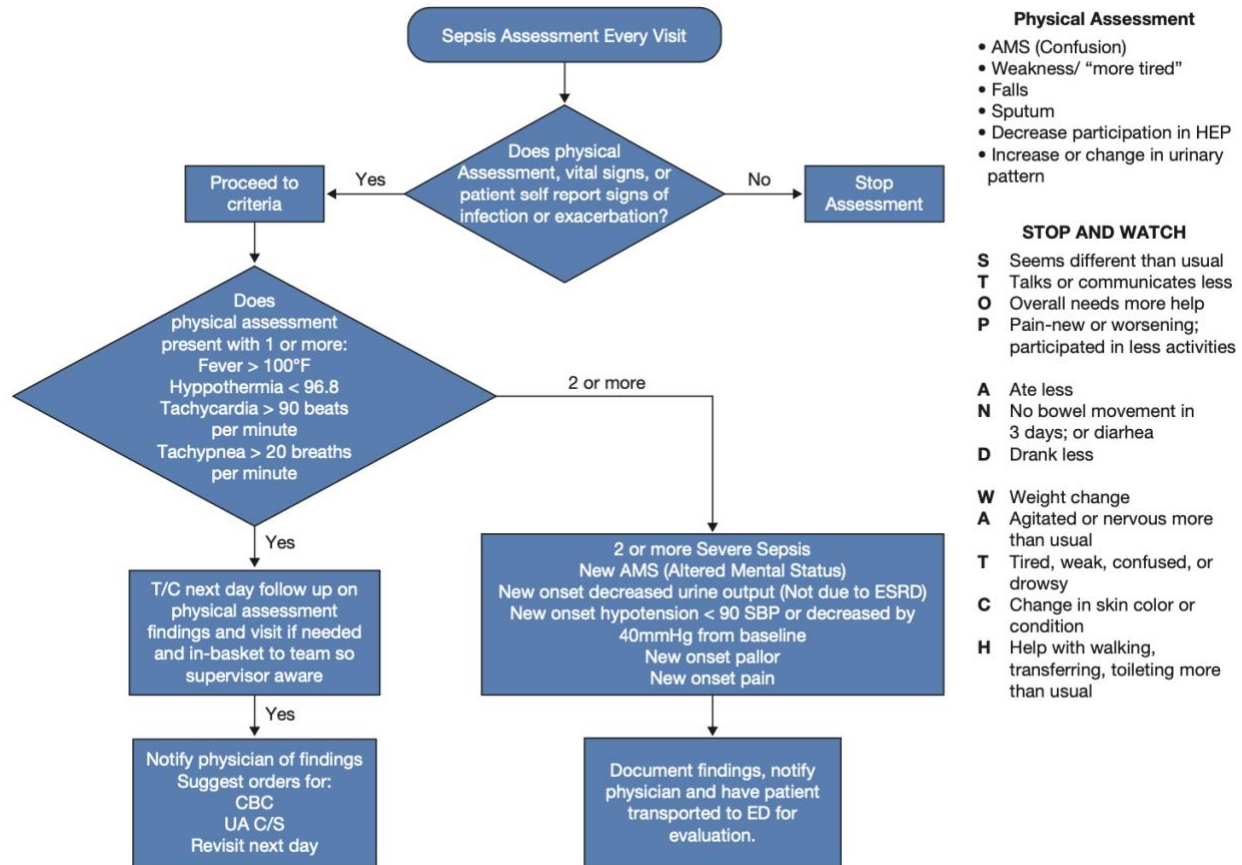 Sepsis Assessment Every Visit
Does physical
Assessment, vital signs, or
patient self report signs of
infection or exacerbation?
Yes
No
Proceed to
criteria
Stop
Assessment
Does
physical assessment
present with 1 or more:
Fever > 100°F
Hyppothermia < 96.8
Tachycardia > 90 beats
per minute
Tachypnea > 20 breaths
per minute
2 or more
Yes
T/C next day follow up on
physical assessment
findings and visit if needed
and in-basket to team so
supervisor aware
Yes
Notify physician of findings
Suggest orders for:
CBC
UA C/S
Revisit next day
2 or more Severe Sepsis
New AMS (Altered Mental Status)
New onset decreased urine output (Not due to ESRD)
New onset hypotension < 90 SBP or decreased by
40mmHg from baseline
New onset pallor
New onset pain
Document findings, notify
physician and have patient
transported to ED for
evaluation.
Physical Assessment
• AMS (Confusion)
• Weakness/ “more tired”
• Falls
• Sputum
• Decrease participation in HEP
• Increase or change in urinary
pattern
STOP AND WATCH
S Seems different than usual
T Talks or communicates less
O Overall needs more help
P Pain-new or worsening;
participated in less activities
A Ate less
N No bowel movement in
3 days; or diarhea
D Drank less
W Weight change
A Agitated or nervous more
than usual
T Tired, weak, confused, or
drowsy
C Change in skin color or
condition
H Help with walking,
transferring, toileting more
than usual